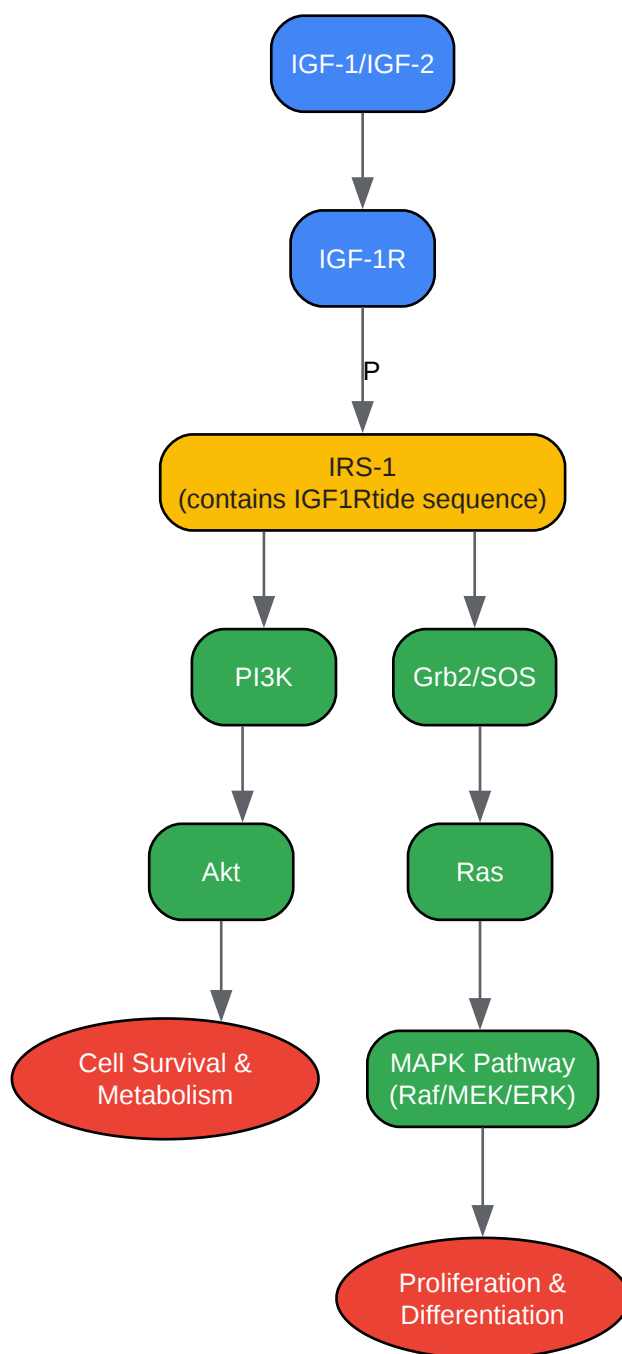 IGF-1/IGF-2
IGF-1R
P
IRS-1
(contains IGF1Rtide sequence)
PI3K
Grb2/SOS
Akt
Ras
Cell Survival &
Metabolism
MAPK Pathway
(Raf/MEK/ERK)
Proliferation &
Differentiation